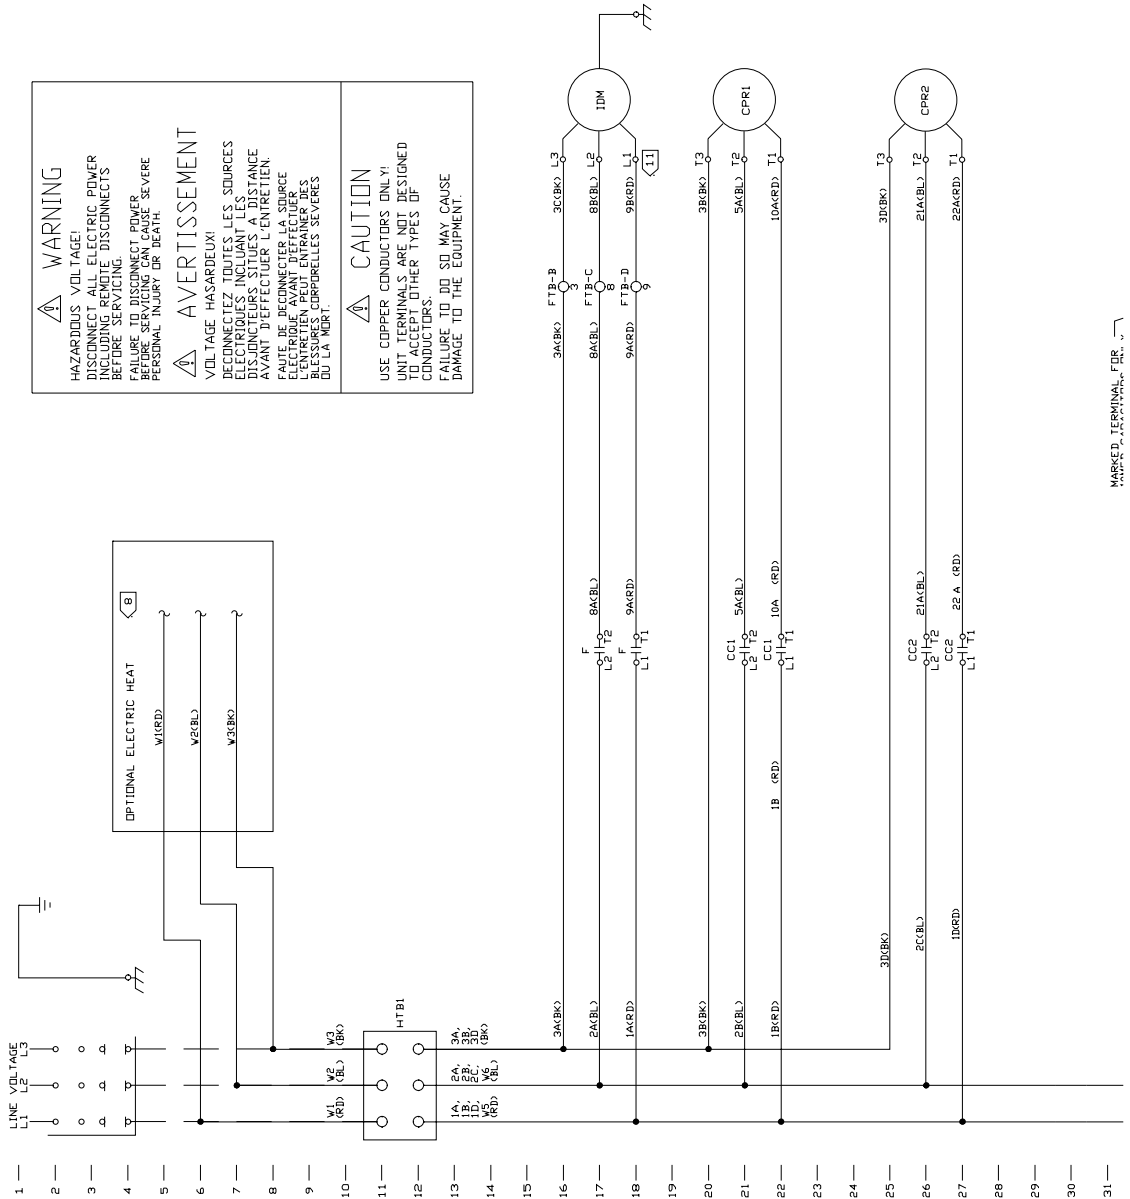 LINE VOLTAGE
L1 L2 L3
OPTIONAL ELECTRIC HEAT
8
W1(RD)
W2(BL)
W3(BK)
W1
(RD)
W2
(BL)
W3
(BK)
HTB1
1A,
1B,
1D,
W5
(RD)
2A,
2B,
2C,
W6
(BL)
3A,
3B,
3D
(BK)
WARNING
HAZARDOUS VOLTAGE!
DISCONNECT ALL ELECTRIC POWER
INCLUDING REMOTE DISCONNECTS
BEFORE SERVICING.
FAILURE TO DISCONNECT POWER
BEFORE SERVICING CAN CAUSE SEVERE
PERSONAL INJURY OR DEATH.
AVERTISSEMENT
VOLTAGE HASARDEUX!
DECONNECTEZ TOUTES LES SOURCES
ELECTRIQUES INCLUANT LES
DISJONCTEURS SITUES A DISTANCE
AVANT D'EFFECTUER L'ENTRETIEN.
FAUTE DE DECONNECTER LA SOURCE
ELECTRIQUE AVANT D'EFFECTUER
L'ENTRETIEN PEUT ENTRAINER DES
BLESSURES CORPORELLES SEVERES
OU LA MORT.
CAUTION
USE COPPER CONDUCTORS ONLY!
UNIT TERMINALS ARE NOT DESIGNED
TO ACCEPT OTHER TYPES OF
CONDUCTORS.
FAILURE TO DO SO MAY CAUSE
DAMAGE TO THE EQUIPMENT.
3A(BK) 3A(BK) FTB-B 3 3C(BK) L3
2A(BL) L2 F T2 8A(BL) 8A(BL) FTB-C 8 8B(BL) L2
1A(RD) L1 F T1 9A(RD) 9A(RD) FTB-D 9 9B(RD) L1
IDM
11
3B(BK) 3B(BK) T3
2B(BL) L2 CC1 T2 5A(BL) 5A(BL) T2
1B(RD) 1B (RD) L1 CC1 T1 10A (RD) 10A(RD) T1
CPR1
3D(BK) 3D(BK) T3
2C(BL) L2 CC2 T2 21A(BL) 21A(BL) T2
1D(RD) L1 CC2 T1 22 A (RD) 22A(RD) T1
CPR2
MARKED TERMINAL FOR
1
2
3
4
5
6
7
8
9
10
11
12
13
14
15
16
17
18
19
20
21
22
23
24
25
26
27
28
29
30
31